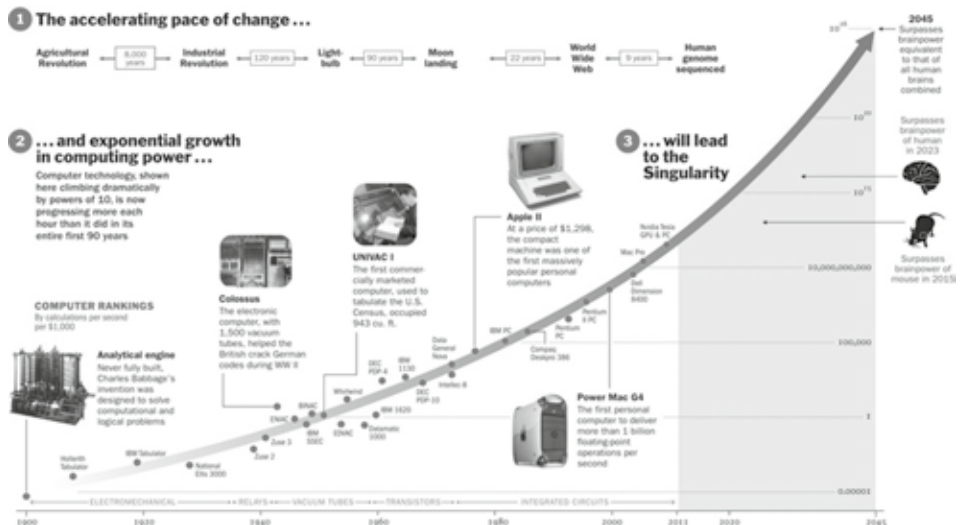 1 The accelerating pace of change ...
Agricultural
Revolution
8,000
years
Industrial
Revolution
120 years
Light-
bulb
90 years
Moon
landing
22 years
World
Wide
Web
9 years
Human
genome
sequenced
2045
Surpasses
brainpower
equivalent
to that of
all human
brains
combined
2 ... and exponential growth
in computing power ...
Computer technology, shown
here climbing dramatically
by powers of 10, is now
progressing more each
hour than it did in its
entire first 90 years
3 ... will lead
to the
Singularity
Surpasses
brainpower
of human
in 2023
Surpasses
brainpower of
mouse in 2015
COMPUTER RANKINGS
By calculations per second
per $1,000
Analytical engine
Never fully built,
Charles Babbage's
invention was
designed to solve
computational and
logical problems
Colossus
The electronic
computer, with
1,500 vacuum
tubes, helped the
British crack German
codes during WW II
UNIVAC I
The first commer-
cially marketed
computer, used to
tabulate the U.S.
Census, occupied
943 cu. ft.
Apple II
At a price of $1,298,
the compact
machine was one of
the first massively
popular personal
computers
Power Mac G4
The first personal
computer to deliver
more than 1 billion
floating-point
operations per
second
Hollerith
Tabulator
IBM Tabulator
National
Ellis 3000
Zuse 2
Zuse 3
ENIAC
BINAC
IBM
SSEC
Whirlwind
EDVAC
DEC
PDP-4
IBM
1130
IBM 1620
Datamatic
1000
DEC
PDP-10
Data
General
Nova
Intellec-8
IBM PC
Compaq
Deskpro 386
Pentium
PC
Pentium
II PC
Dell
Dimension
8400
Mac Pro
Nvidia Tesla
GPU & PC
10,000,000,000
100,000
1
0.00001
ELECTROMECHANICAL
RELAYS
VACUUM TUBES
TRANSISTORS
INTEGRATED CIRCUITS
1900
1920
1940
1960
1980
2000
2011
2020
2045